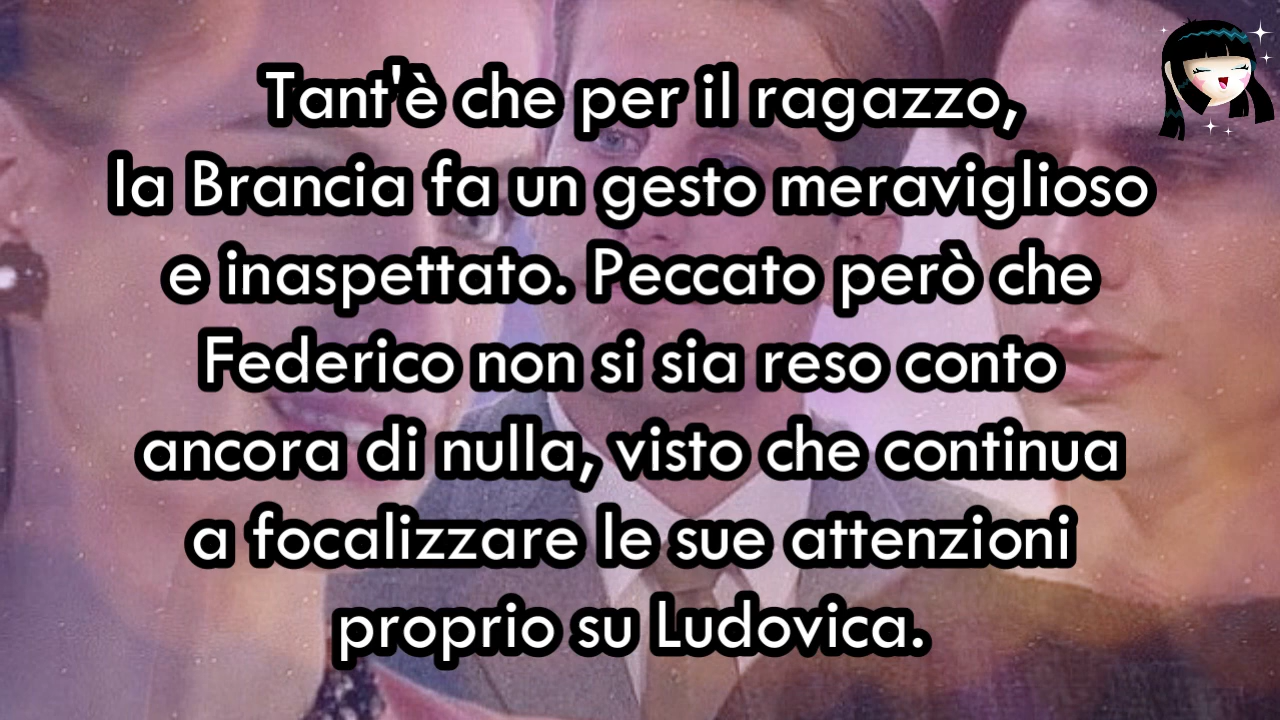 Tant'è che per il ragazzo,
la Brancia fa un gesto meraviglioso
e inaspettato. Peccato però che
Federico non si sia reso conto
ancora di nulla, visto che continua
a focalizzare le sue attenzioni
proprio su Ludovica.